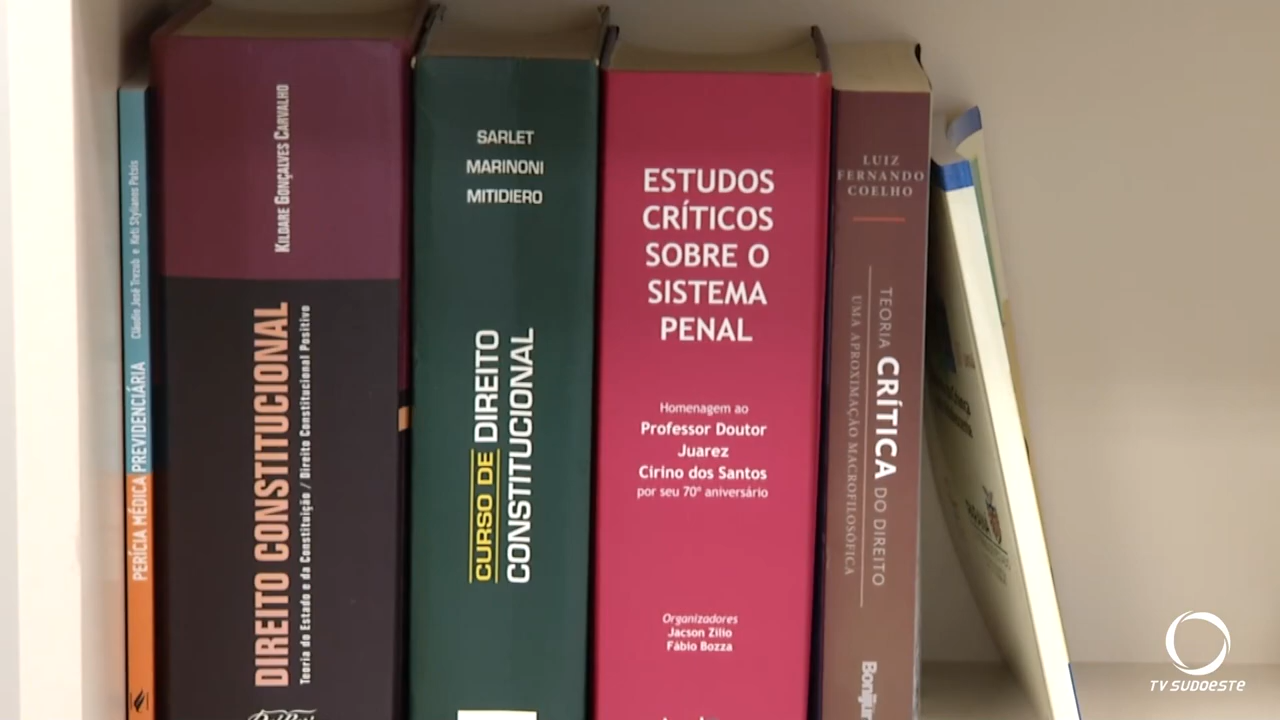 PERÍCIA MÉDICA PREVIDENCIÁRIA
Cláudio José Trezub e Keti Stylianos Patsis
KILDARE GONÇALVES CARVALHO
DIREITO CONSTITUCIONAL
Teoria do Estado e da Constituição / Direito Constitucional Positivo
SARLET
MARINONI
MITIDIERO
CURSO DE DIREITO
CONSTITUCIONAL
ESTUDOS
CRÍTICOS
SOBRE O
SISTEMA
PENAL
Homenagem ao
Professor Doutor
Juarez
Cirino dos Santos
por seu 70º aniversário
Organizadores
Jacson Zilio
Fábio Bozza
LUIZ
FERNANDO
COELHO
TEORIA CRÍTICA DO DIREITO
UMA APROXIMAÇÃO MACROFILOSÓFICA
TV SUDOESTE